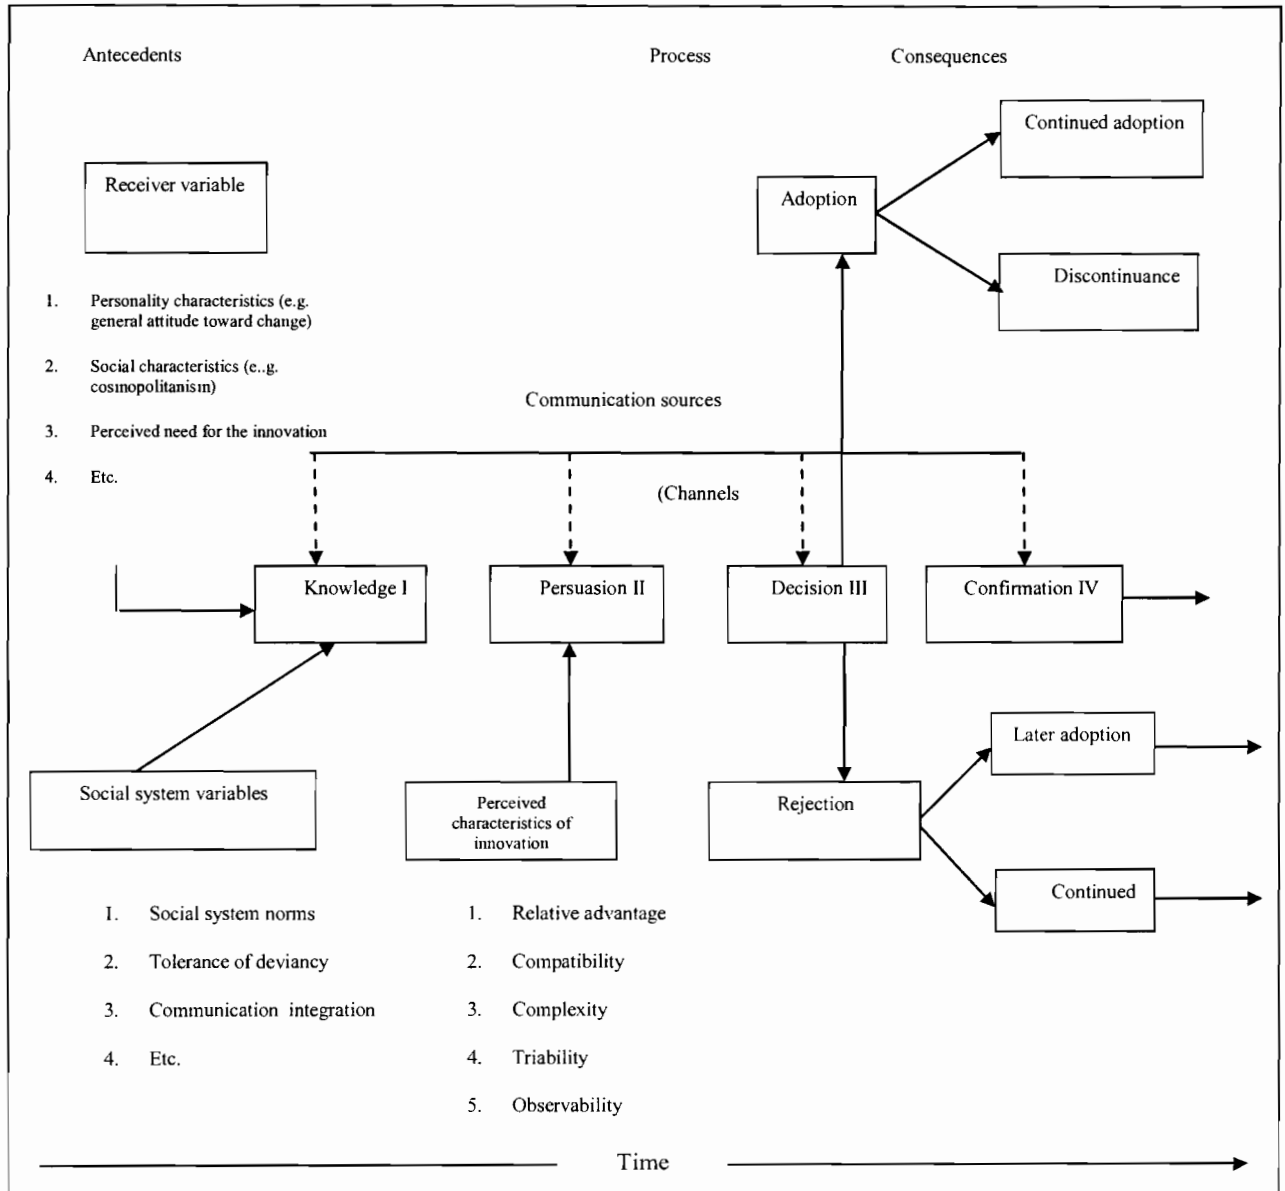 Antecedents
Process
Consequences
Continued adoption
Receiver variable
Adoption
Discontinuance
1. Personality characteristics (e.g.
general attitude toward change)
2. Social characteristics (e..g.
cosmopolitanism)
3. Perceived need for the innovation
4. Etc.
Communication sources
(Channels
Knowledge I
Persuasion II
Decision III
Confirmation IV
Later adoption
Social system variables
Perceived
characteristics of
innovation
Rejection
Continued
1. Social system norms
2. Tolerance of deviancy
3. Communication integration
4. Etc.
1. Relative advantage
2. Compatibility
3. Complexity
4. Triability
5. Observability
Time